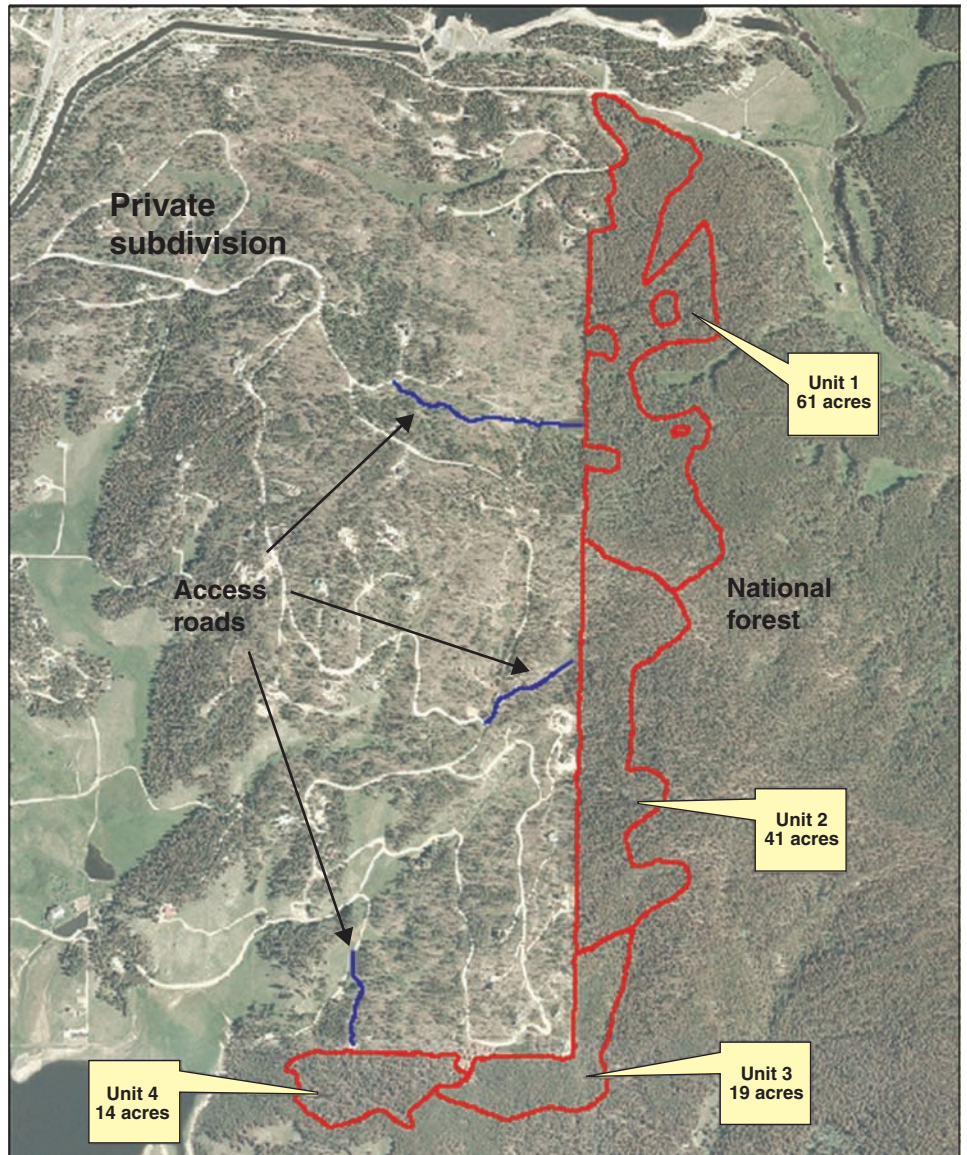 Private
subdivision
Unit 1
61 acres
Access
roads
National
forest
Unit 2
41 acres
Unit 3
19 acres
Unit 4
14 acres